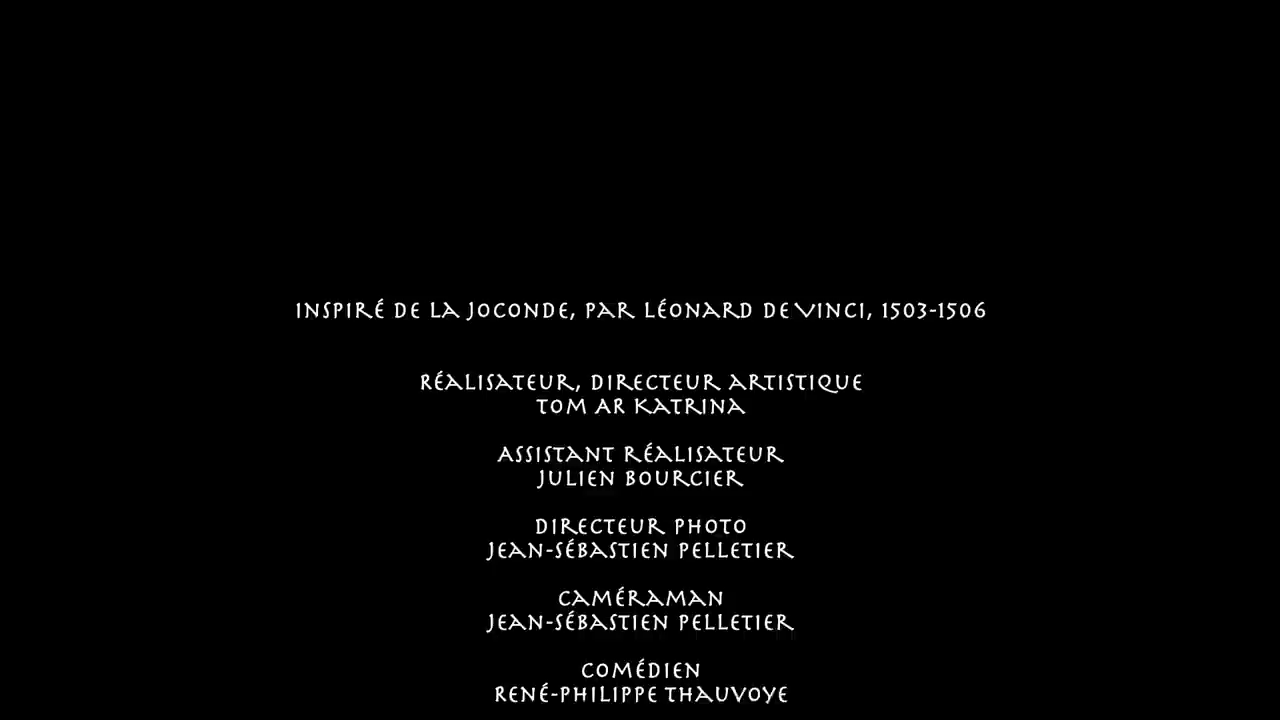 Inspiré de la Joconde, par Léonard de Vinci, 1503-1506
Réalisateur, directeur artistique
Tom AR Katrina
Assistant réalisateur
Julien Bourcier
Directeur photo
Jean-Sébastien Pelletier
Caméraman
Jean-Sébastien Pelletier
Comédien
René-Philippe Thauvoye